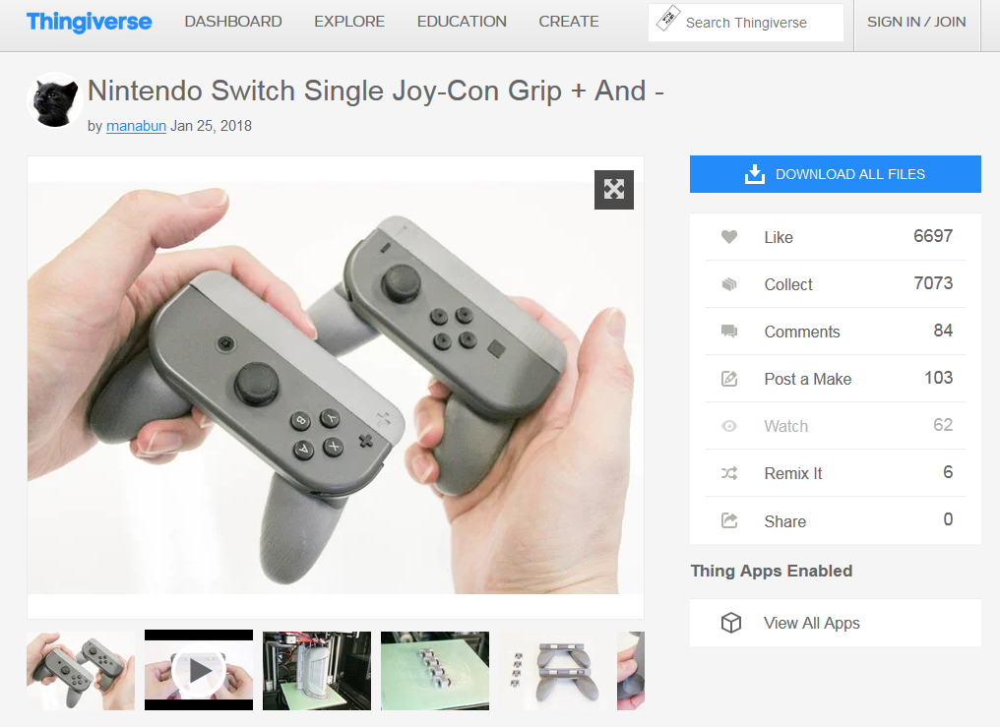 Thingiverse
DASHBOARD
EXPLORE
EDUCATION
CREATE
Search Thingiverse
SIGN IN / JOIN
Nintendo Switch Single Joy-Con Grip + And -
by manabun Jan 25, 2018
DOWNLOAD ALL FILES
Like 6697
Collect 7073
Comments 84
Post a Make 103
Watch 62
Remix It 6
Share 0
Thing Apps Enabled
View All Apps
B
Y
A
X